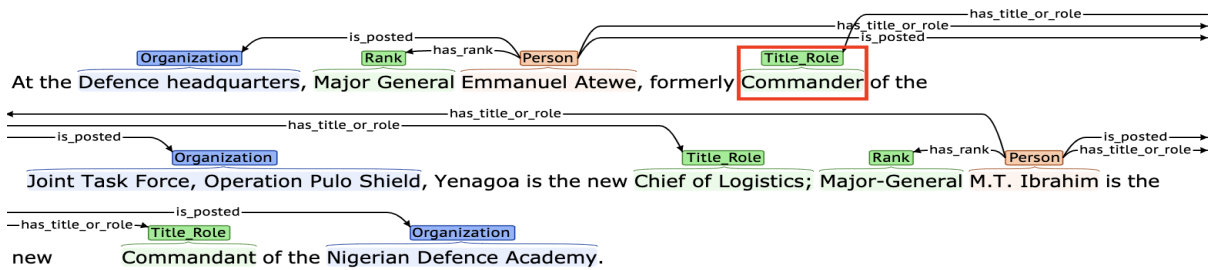 has_title_or_role
has_title_or_role
is_posted is_posted
Organization Rank has_rank Person Title_Role
At the Defence headquarters, Major General Emmanuel Atewe, formerly Commander of the
has_title_or_role
has_title_or_role
is_posted is_posted
Organization Title_Role Rank has_rank Person has_title_or_role
Joint Task Force, Operation Pulo Shield, Yenagoa is the new Chief of Logistics; Major-General M.T. Ibrahim is the
is_posted
has_title_or_role
Title_Role Organization
new Commandant of the Nigerian Defence Academy.